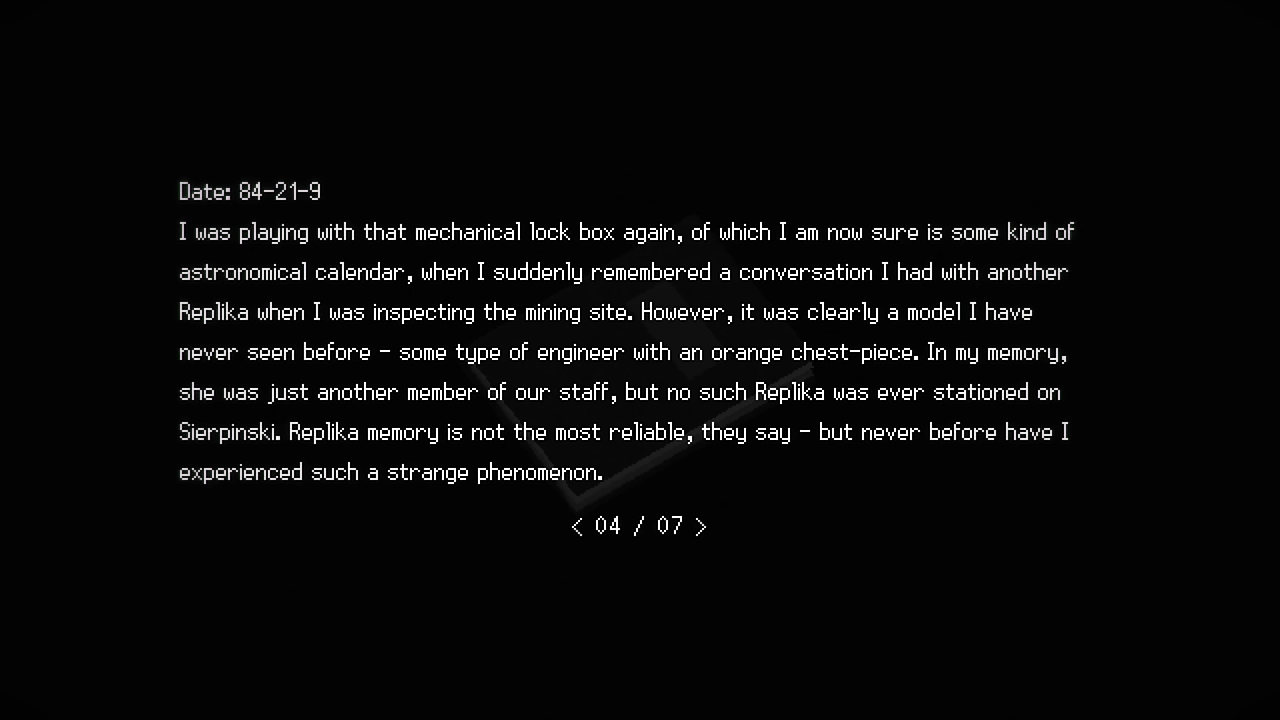 Date: 84-21-9
I was playing with that mechanical lock box again, of which I am now sure is some kind of
astronomical calendar, when I suddenly remembered a conversation I had with another
Replika when I was inspecting the mining site. However, it was clearly a model I have
never seen before - some type of engineer with an orange chest-piece. In my memory,
she was just another member of our staff, but no such Replika was ever stationed on
Sierpinski. Replika memory is not the most reliable, they say - but never before have I
experienced such a strange phenomenon.
< 04 / 07 >